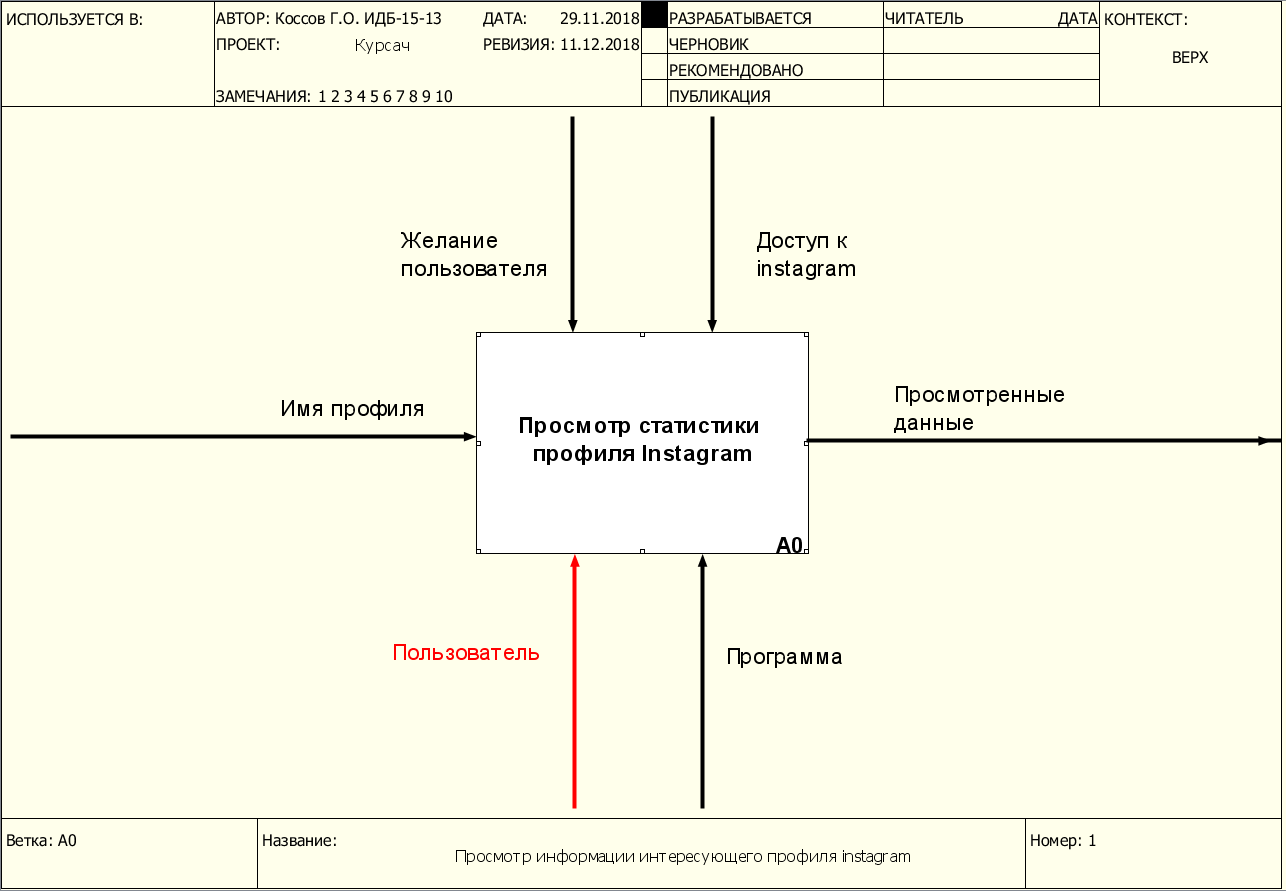 ИСПОЛЬЗУЕТСЯ В:
АВТОР: Коссов Г.О. ИДБ-15-13
ДАТА: 29.11.2018
ПРОЕКТ: Курсач
РЕВИЗИЯ: 11.12.2018
ЗАМЕЧАНИЯ: 1 2 3 4 5 6 7 8 9 10
РАЗРАБАТЫВАЕТСЯ
ЧЕРНОВИК
РЕКОМЕНДОВАНО
ПУБЛИКАЦИЯ
ЧИТАТЕЛЬ ДАТА
КОНТЕКСТ:
ВЕРХ
Желание
пользователя
Доступ к
instagram
Имя профиля
Просмотр статистики
профиля Instagram
A0
Просмотренные
данные
Пользователь
Программа
Ветка: A0
Название:
Просмотр информации интересующего профиля instagram
Номер: 1